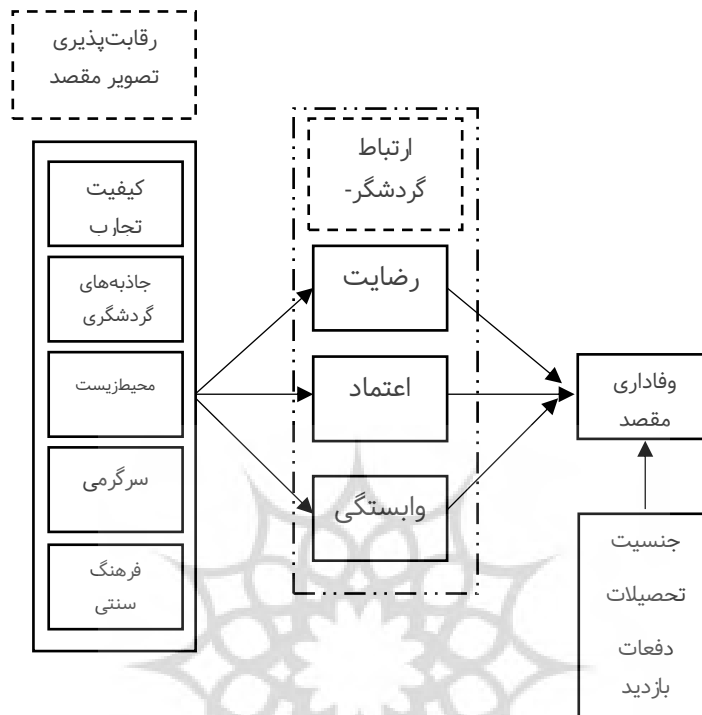 رقابت‌پذیری
تصویر مقصد
کیفیت
تجارب
جاذبه‌های
گردشگری
محیط‌زیست
سرگرمی
فرهنگ
سنتی
ارتباط
گردشگر-
رضایت
اعتماد
وابستگی
وفاداری
مقصد
جنسیت
تحصیلات
دفعات
بازدید